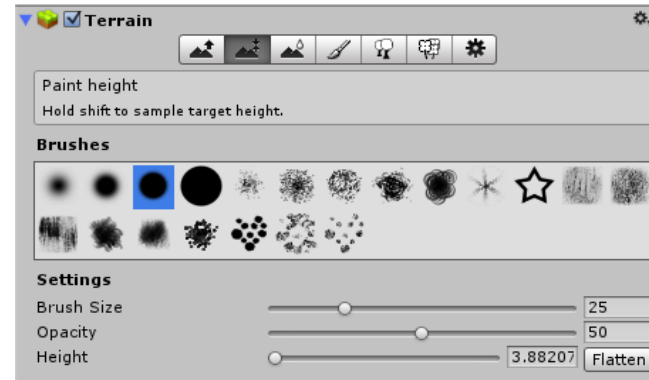 Terrain
Paint height
Hold shift to sample target height.
Brushes
Settings
Brush Size 25
Opacity 50
Height 3.88207 Flatten